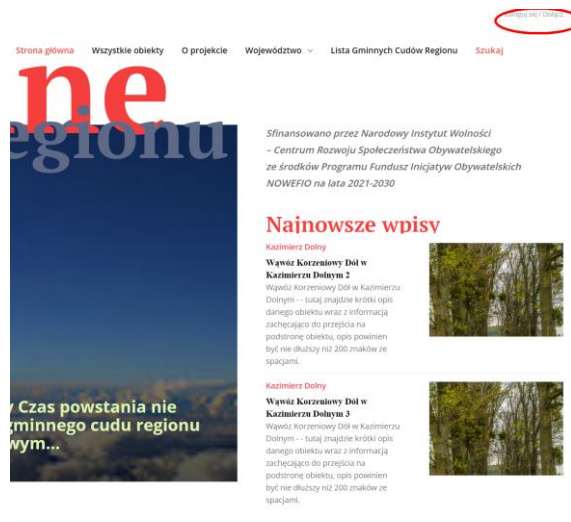 Zaloguj się / Dołącz
Strona główna Wszystkie obiekty O projekcie Województwo Lista Gminnych Cudów Regionu Szukaj
ne
egionu
Sfinansowano przez Narodowy Instytut Wolności
– Centrum Rozwoju Społeczeństwa Obywatelskiego
ze środków Programu Fundusz Inicjatyw Obywatelskich
NOWEFIO na lata 2021-2030
Najnowsze wpisy
Kazimierz Dolny
Wąwóz Korzeniowy Dół w
Kazimierzu Dolnym 2
Wąwóz Korzeniowy Dół w Kazimierzu
Dolnym - - tutaj znajdzie krótki opis
danego obiektu wraz z informacją
zachęcająco do przejścia na
podstronę obiektu, opis powinien
być nie dłuższy niż 200 znaków ze
spacjami.
Kazimierz Dolny
Wąwóz Korzeniowy Dół w
Kazimierzu Dolnym 3
Wąwóz Korzeniowy Dół w Kazimierzu
Dolnym - - tutaj znajdzie krótki opis
danego obiektu wraz z informacją
zachęcająco do przejścia na
podstronę obiektu, opis powinien
być nie dłuższy niż 200 znaków ze
spacjami.
y Czas powstania nie
gminnego cudu regionu
wym...